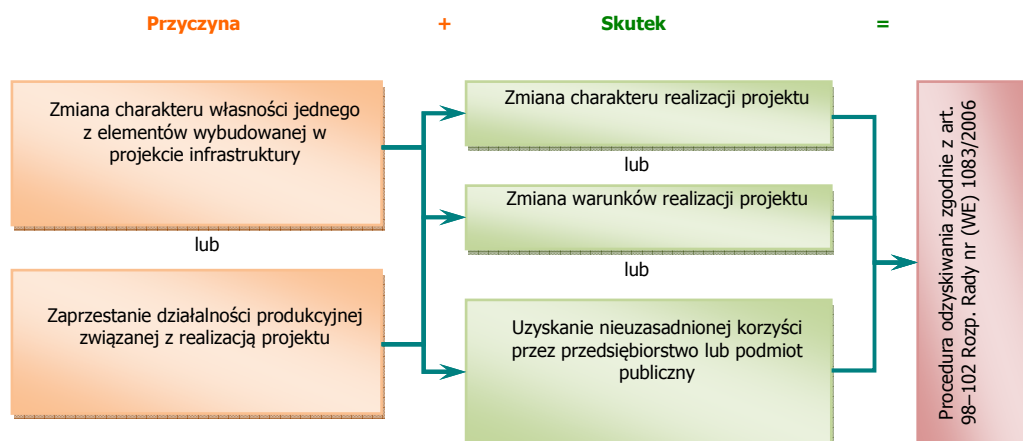 Przyczyna + Skutek =
Zmiana charakteru własności jednego
z elementów wybudowanej w
projekcie infrastruktury
lub
Zaprzestanie działalności produkcyjnej
związanej z realizacją projektu
Zmiana charakteru realizacji projektu
lub
Zmiana warunków realizacji projektu
lub
Uzyskanie nieuzasadnionej korzyści
przez przedsiębiorstwo lub podmiot
publiczny
Procedura odzyskiwania zgodnie z art.
98–102 Rozp. Rady nr (WE) 1083/2006